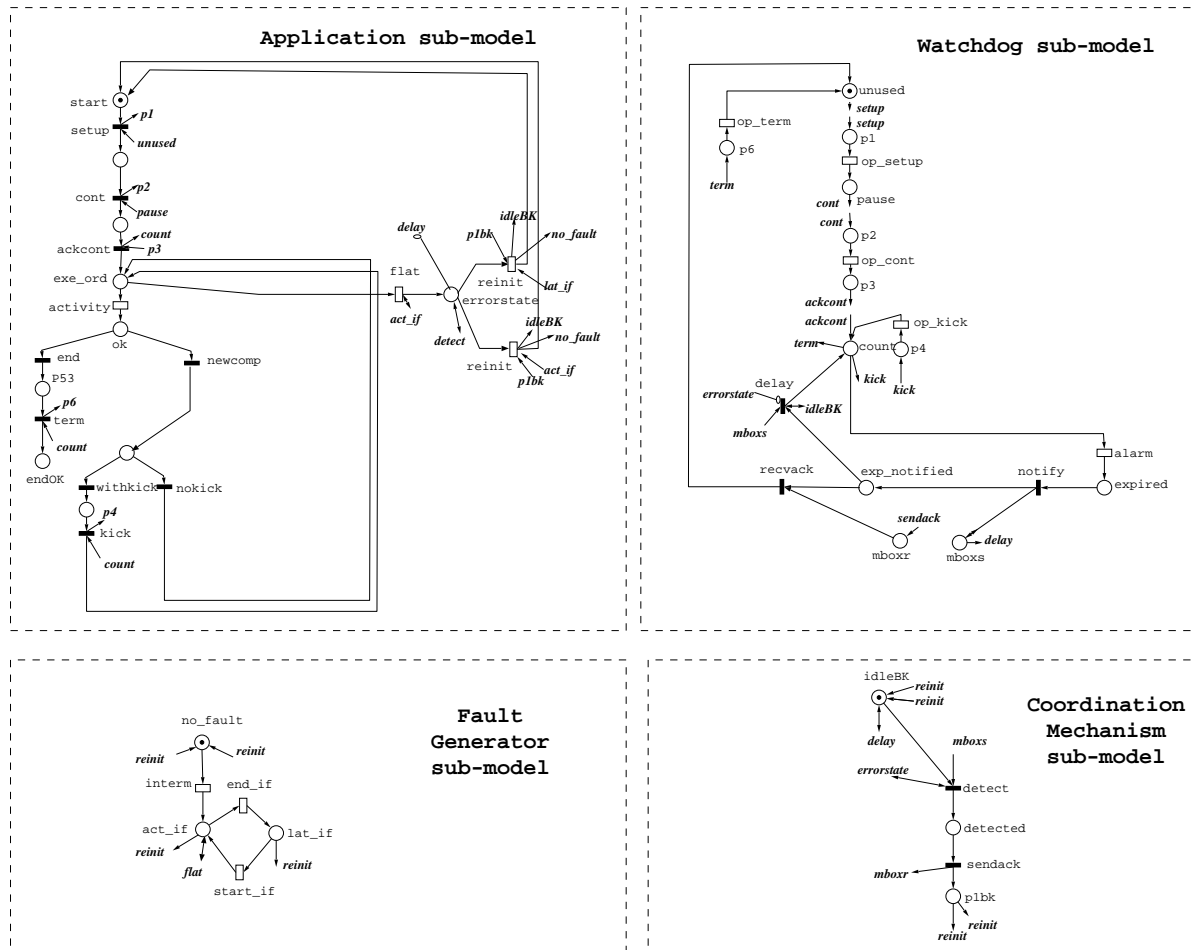 Application sub-model
start
p1
setup
unused
p2
cont
pause
count
ackcont
p3
exe_ord
activity
ok
end
newcomp
P53
p6
term
count
endOK
withkick
nokick
p4
kick
count
delay
flat
act_if
errorstate
detect
idleBK
p1bk
no_fault
reinit
lat_if
idleBK
no_fault
reinit
act_if
p1bk
Watchdog sub-model
unused
setup
setup
op_term
p1
p6
op_setup
term
pause
cont
cont
p2
op_cont
p3
ackcont
ackcont
op_kick
term
count
p4
kick
kick
delay
errorstate
idleBK
mboxs
alarm
recvack
exp_notified
notify
expired
sendack
mboxr
delay
mboxs
Fault
Generator
sub-model
no_fault
reinit
reinit
interm
end_if
act_if
lat_if
reinit
reinit
flat
start_if
Coordination
Mechanism
sub-model
idleBK
reinit
reinit
delay
mboxs
errorstate
detect
detected
sendack
mboxr
p1bk
reinit
reinit